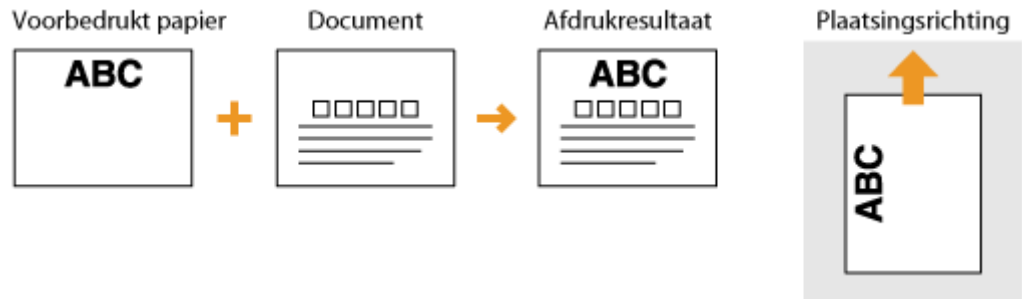 Voorbedrukt papier
Document
Afdrukresultaat
Plaatsingsrichting
ABC
ABC
ABC